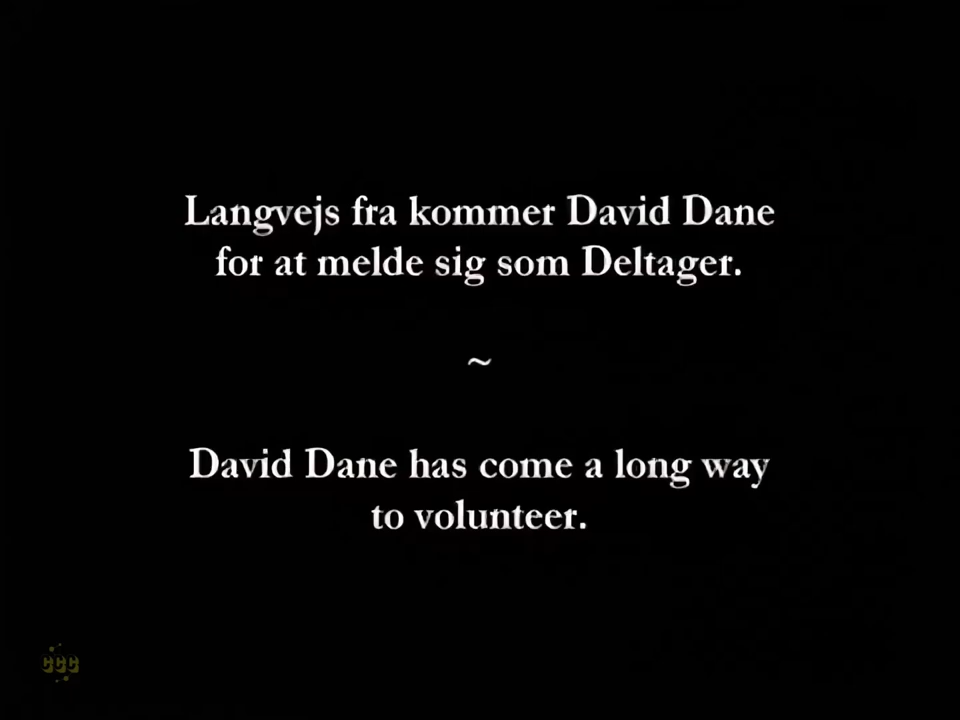 Langvejs fra kommer David Dane
for at melde sig som Deltager.
~
David Dane has come a long way
to volunteer.
CCC